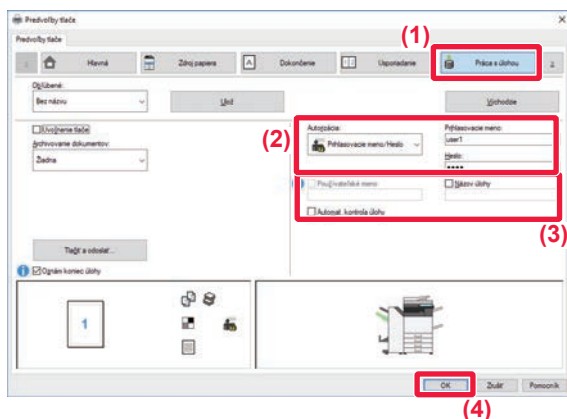 Predvoľby tlače
Predvoľby tlače
(1)
Hlavná
Zdroj papiera
Dokončenie
Usporiadanie
Práca s úlohou
Obľúbené:
Bez názvu
Uložiť
Východzie
Uvoľnenie tlače
Archivovanie dokumentov:
Žiadna
(2)
Autorizácia:
Prihlasovacie meno/Heslo
Prihlasovacie meno:
user1
Heslo:
••••
Používateľské meno
Názov úlohy
Automat. kontrola úlohy
(3)
Tlačiť a odoslať...
Oznám koniec úlohy
1
OK
Zrušiť
Pomocník
(4)